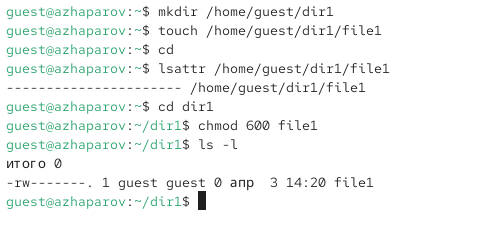 guest@azhaparov:~$ mkdir /home/guest/dir1
guest@azhaparov:~$ touch /home/guest/dir1/file1
guest@azhaparov:~$ cd
guest@azhaparov:~$ lsattr /home/guest/dir1/file1
---------------------- /home/guest/dir1/file1
guest@azhaparov:~$ cd dir1
guest@azhaparov:~/dir1$ chmod 600 file1
guest@azhaparov:~/dir1$ ls -l
итого 0
-rw-------. 1 guest guest 0 апр  3 14:20 file1
guest@azhaparov:~/dir1$